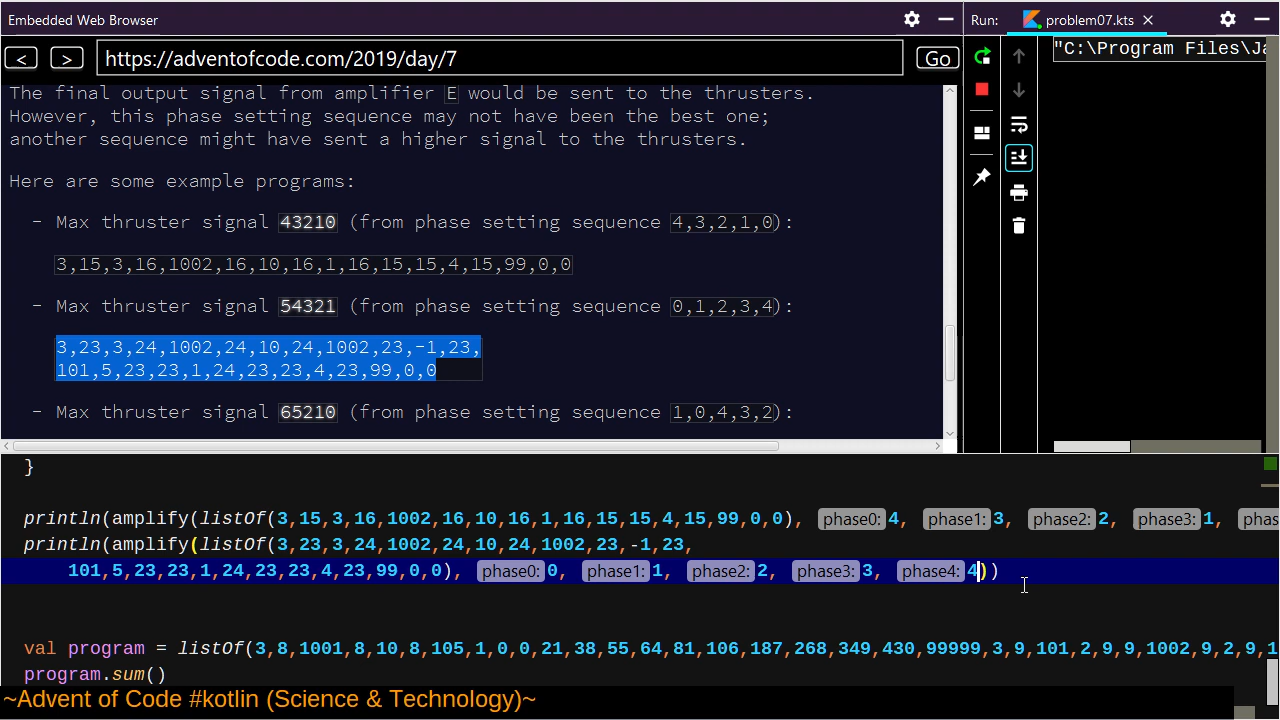 Embedded Web Browser
Run: problem07.kts
< > https://adventofcode.com/2019/day/7 Go
"C:\Program Files\Ja
The final output signal from amplifier E would be sent to the thrusters.
However, this phase setting sequence may not have been the best one;
another sequence might have sent a higher signal to the thrusters.
Here are some example programs:
- Max thruster signal 43210 (from phase setting sequence 4,3,2,1,0):
3,15,3,16,1002,16,10,16,1,16,15,15,4,15,99,0,0
- Max thruster signal 54321 (from phase setting sequence 0,1,2,3,4):
3,23,3,24,1002,24,10,24,1002,23,-1,23,
101,5,23,23,1,24,23,23,4,23,99,0,0
- Max thruster signal 65210 (from phase setting sequence 1,0,4,3,2):
}
println(amplify(listOf(3,15,3,16,1002,16,10,16,1,16,15,15,4,15,99,0,0), phase0: 4, phase1: 3, phase2: 2, phase3: 1, phas
println(amplify(listOf(3,23,3,24,1002,24,10,24,1002,23,-1,23,
101,5,23,23,1,24,23,23,4,23,99,0,0), phase0: 0, phase1: 1, phase2: 2, phase3: 3, phase4: 4))
val program = listOf(3,8,1001,8,10,8,105,1,0,0,21,38,55,64,81,106,187,268,349,430,99999,3,9,101,2,9,9,1002,9,2,9,1
program.sum()
~Advent of Code #kotlin (Science & Technology)~